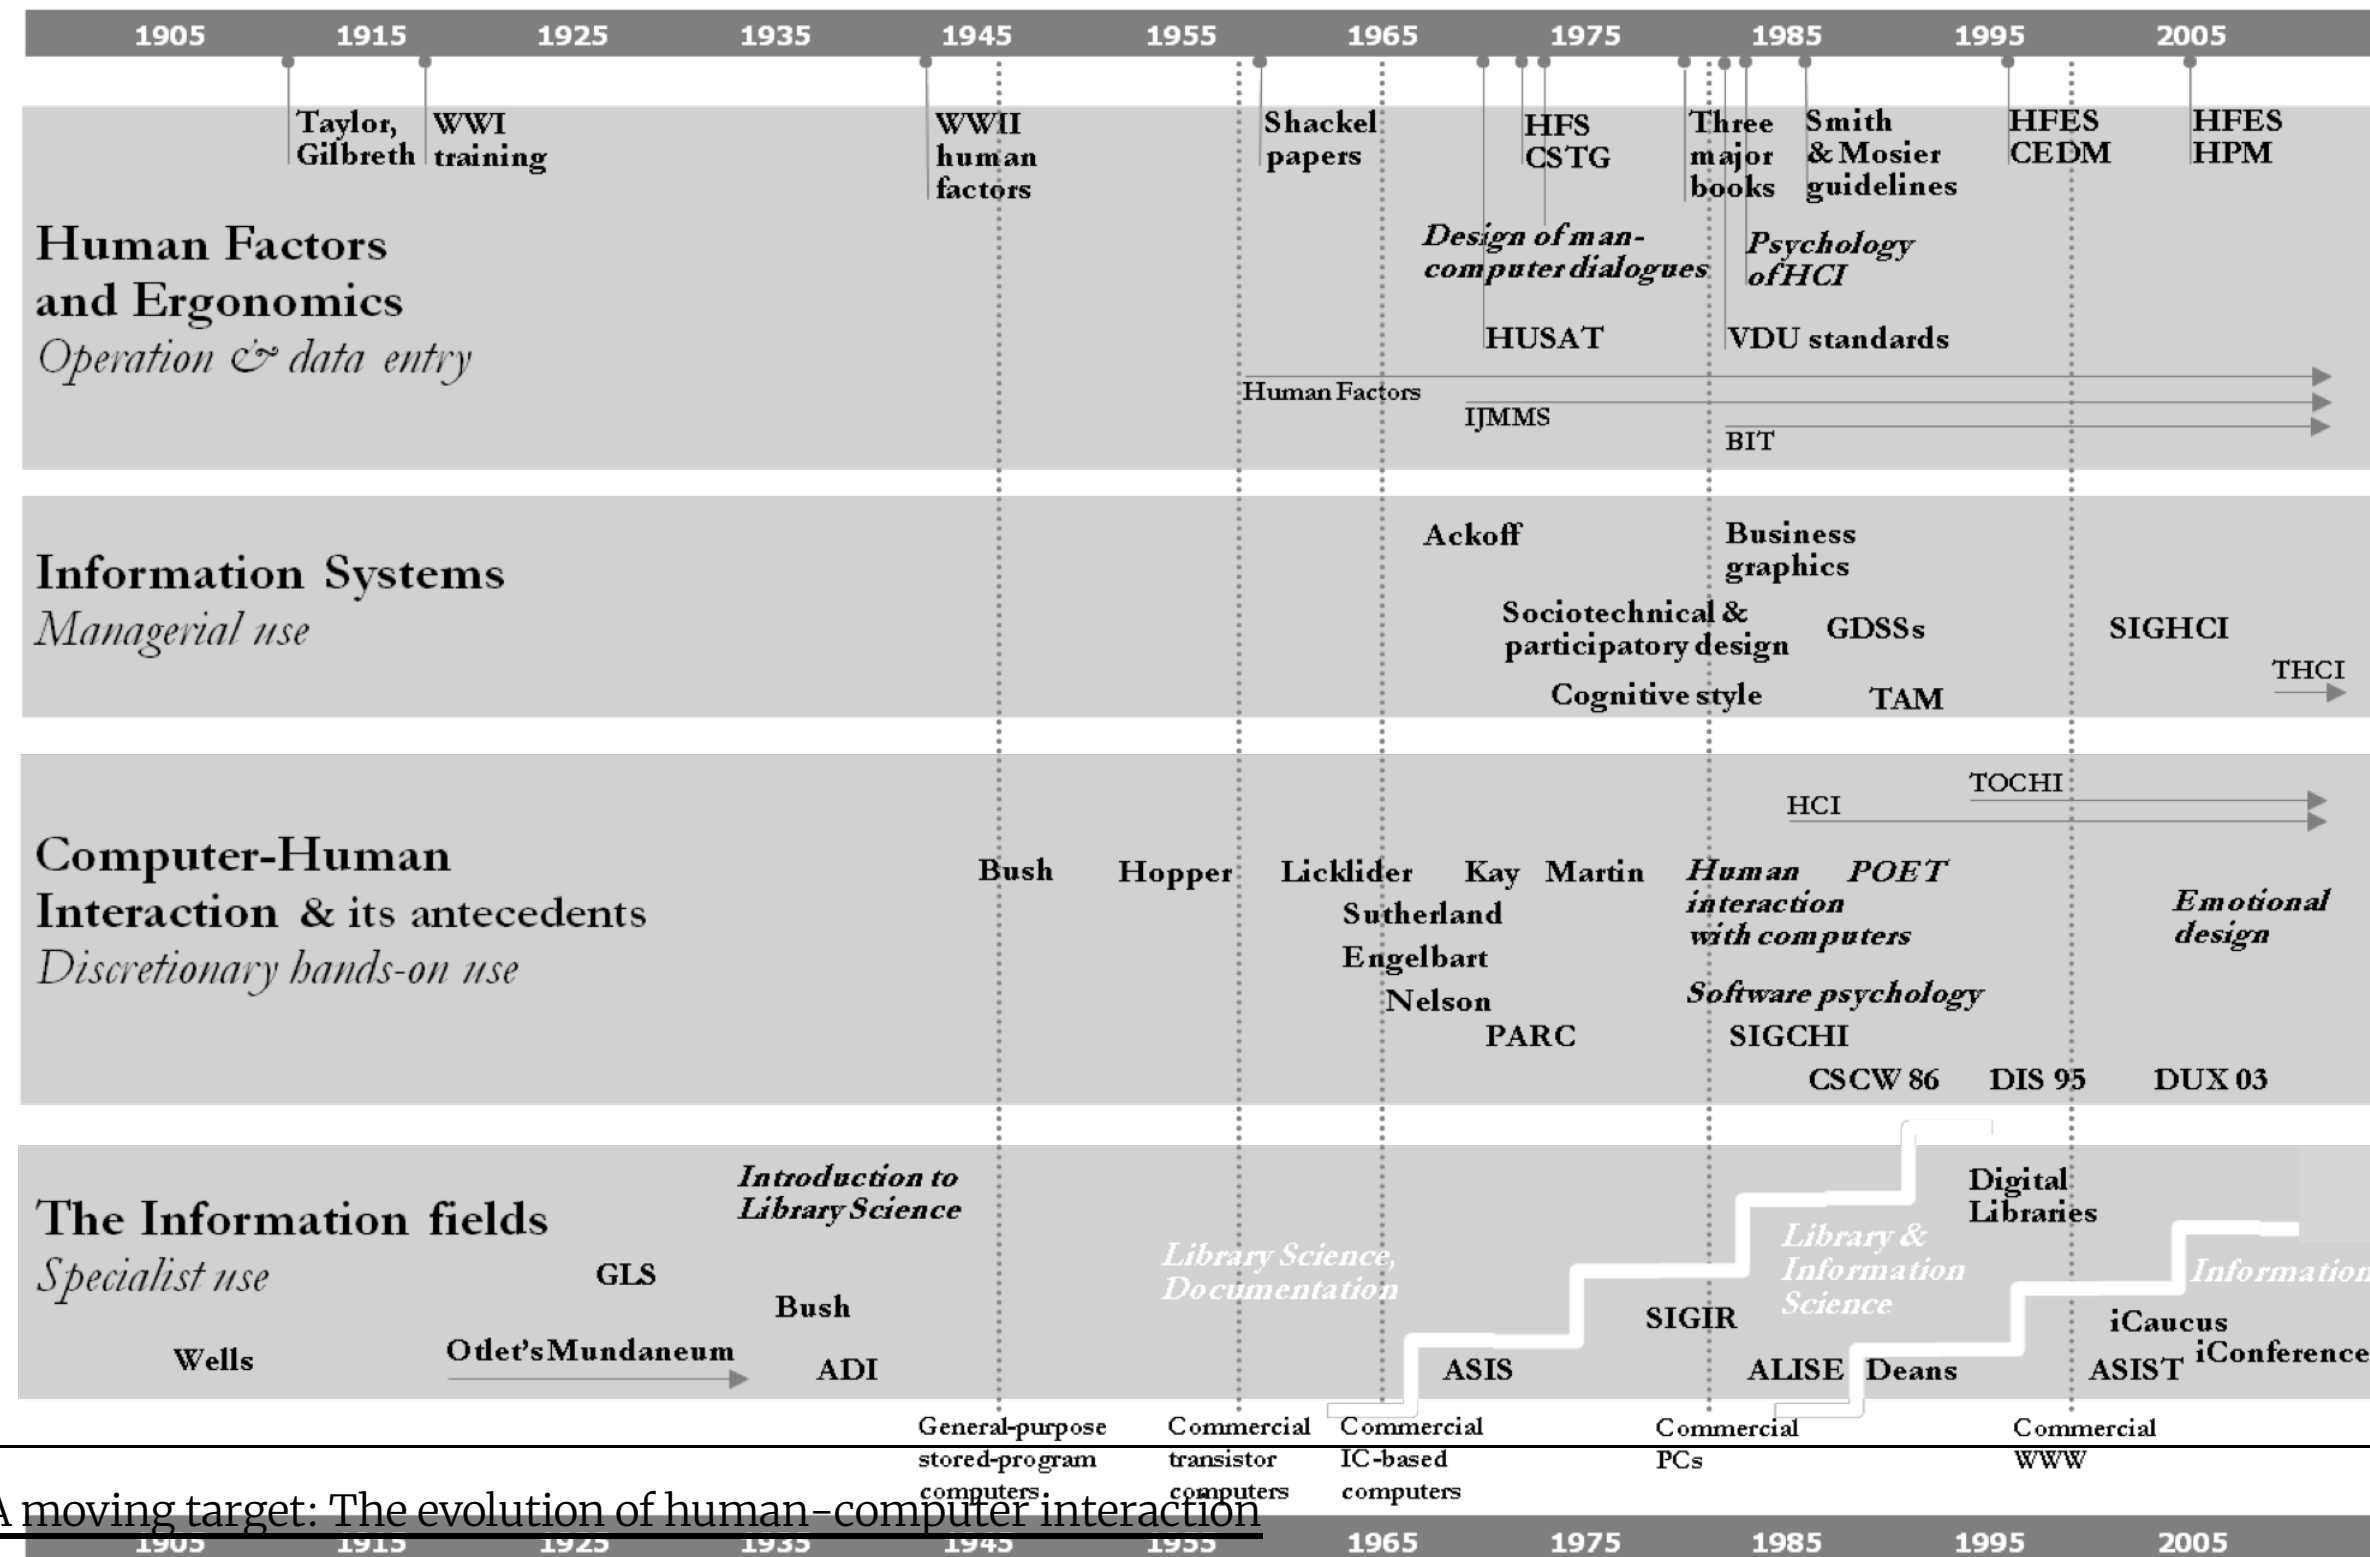 1905 1915 1925 1935 1945 1955 1965 1975 1985 1995 2005
Taylor,
Gilbreth
WWI
training
WWII
human
factors
Shackel
papers
HFS
CSTG
Three
major
books
Smith
& Mosier
guidelines
HFES
CEDM
HFES
HPM
Human Factors
and Ergonomics
Operation & data entry
Design of man-
computer dialogues
Psychology
of HCI
HUSAT
VDU standards
Human Factors
IJMMS
BIT
Information Systems
Managerial use
Ackoff
Business
graphics
Sociotechnical &
participatory design
GDSSs
SIGHCI
THCI
Cognitive style
TAM
TOCHI
HCI
Computer-Human
Interaction & its antecedents
Discretionary hands-on use
Bush
Hopper
Licklider
Kay
Martin
Human
interaction
with computers
POET
Sutherland
Emotional
design
Engelbart
Nelson
Software psychology
PARC
SIGCHI
CSCW 86
DIS 95
DUX 03
The Information fields
Specialist use
Introduction to
Library Science
GLS
Bush
Wells
Otlet's Mundaneum
ADI
Library Science,
Documentation
ASIS
SIGIR
Library &
Information
Science
Digital
Libraries
Information
ALISE
Deans
iCaucus
iConference
ASIST
General-purpose
stored-program
computers
Commercial
transistor
computers
Commercial
IC-based
computers
Commercial
PCs
Commercial
WWW
A moving target: The evolution of human-computer interaction
1905 1915 1925 1935 1945 1955 1965 1975 1985 1995 2005